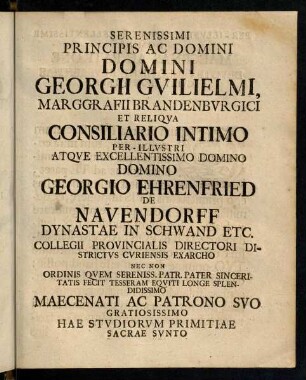 SERENISSIMI
PRINCIPIS AC DOMINI
DOMINI
GEORGII GVILIELMI,
MARGGRAFII BRANDENBVRGICI
ET RELIQVA
CONSILIARIO INTIMO
PER-ILLVSTRI
ATQVE EXCELLENTISSIMO DOMINO
DOMINO
GEORGIO EHRENFRIED
DE
NAVENDORFF
DYNASTAE IN SCHWAND ETC.
COLLEGII PROVINCIALIS DIRECTORI DI-
STRICTVS CVRIENSIS EXARCHO
NEC NON
ORDINIS QVEM SERENISS. PATR. PATER SINCERI-
TATIS FECIT TESSERAM EQVITI LONGE SPLEN-
DIDISSIMO
MAECENATI AC PATRONO SVO
GRATIOSISSIMO
HAE STVDIORVM PRIMITIAE
SACRAE SVNTO